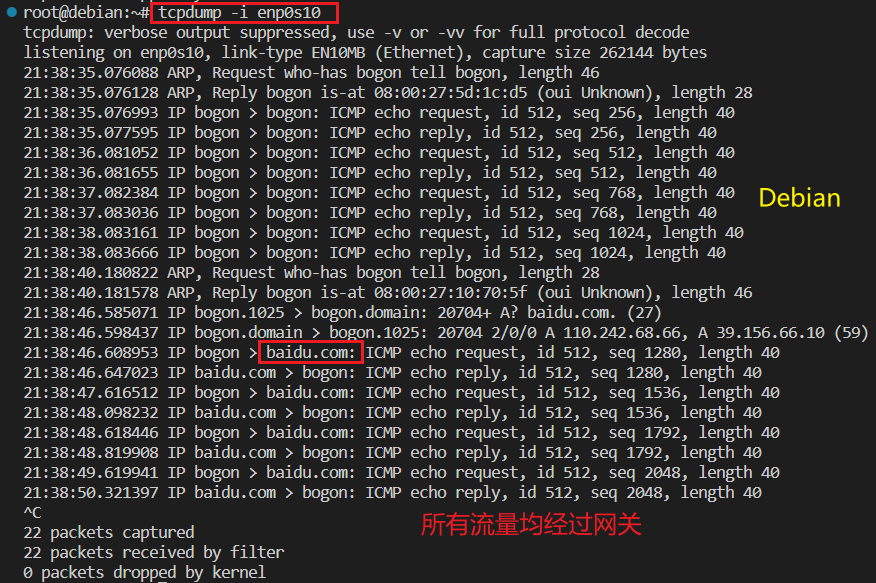 root@debian:~# tcpdump -i enp0s10
tcpdump: verbose output suppressed, use -v or -vv for full protocol decode
listening on enp0s10, link-type EN10MB (Ethernet), capture size 262144 bytes
21:38:35.076088 ARP, Request who-has bogon tell bogon, length 46
21:38:35.076128 ARP, Reply bogon is-at 08:00:27:5d:1c:d5 (oui Unknown), length 28
21:38:35.076993 IP bogon > bogon: ICMP echo request, id 512, seq 256, length 40
21:38:35.077595 IP bogon > bogon: ICMP echo reply, id 512, seq 256, length 40
21:38:36.081052 IP bogon > bogon: ICMP echo request, id 512, seq 512, length 40
21:38:36.081655 IP bogon > bogon: ICMP echo reply, id 512, seq 512, length 40
21:38:37.082384 IP bogon > bogon: ICMP echo request, id 512, seq 768, length 40
21:38:37.083036 IP bogon > bogon: ICMP echo reply, id 512, seq 768, length 40
Debian
21:38:38.083161 IP bogon > bogon: ICMP echo request, id 512, seq 1024, length 40
21:38:38.083666 IP bogon > bogon: ICMP echo reply, id 512, seq 1024, length 40
21:38:40.180822 ARP, Request who-has bogon tell bogon, length 28
21:38:40.181578 ARP, Reply bogon is-at 08:00:27:10:70:5f (oui Unknown), length 46
21:38:46.585071 IP bogon.1025 > bogon.domain: 20704+ A? baidu.com. (27)
21:38:46.598437 IP bogon.domain > bogon.1025: 20704 2/0/0 A 110.242.68.66, A 39.156.66.10 (59)
21:38:46.608953 IP bogon > baidu.com: ICMP echo request, id 512, seq 1280, length 40
21:38:46.647023 IP baidu.com > bogon: ICMP echo reply, id 512, seq 1280, length 40
21:38:47.616512 IP bogon > baidu.com: ICMP echo request, id 512, seq 1536, length 40
21:38:48.098232 IP baidu.com > bogon: ICMP echo reply, id 512, seq 1536, length 40
21:38:48.618446 IP bogon > baidu.com: ICMP echo request, id 512, seq 1792, length 40
21:38:48.819908 IP baidu.com > bogon: ICMP echo reply, id 512, seq 1792, length 40
21:38:49.619941 IP bogon > baidu.com: ICMP echo request, id 512, seq 2048, length 40
21:38:50.321397 IP baidu.com > bogon: ICMP echo reply, id 512, seq 2048, length 40
^C
所有流量均经过网关
22 packets captured
22 packets received by filter
0 packets dropped by kernel